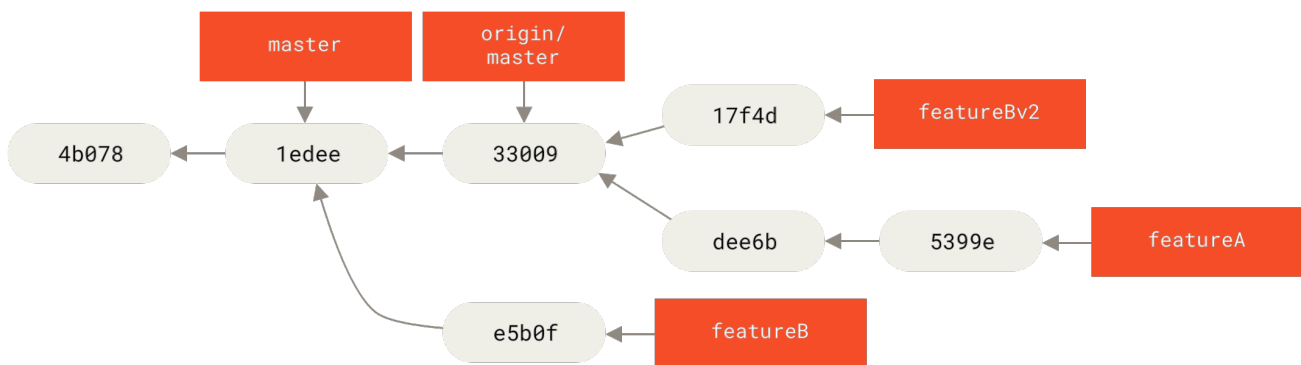 master
origin/
master
17f4d
featureBv2
4b078
1edee
33009
dee6b
5399e
featureA
e5b0f
featureB